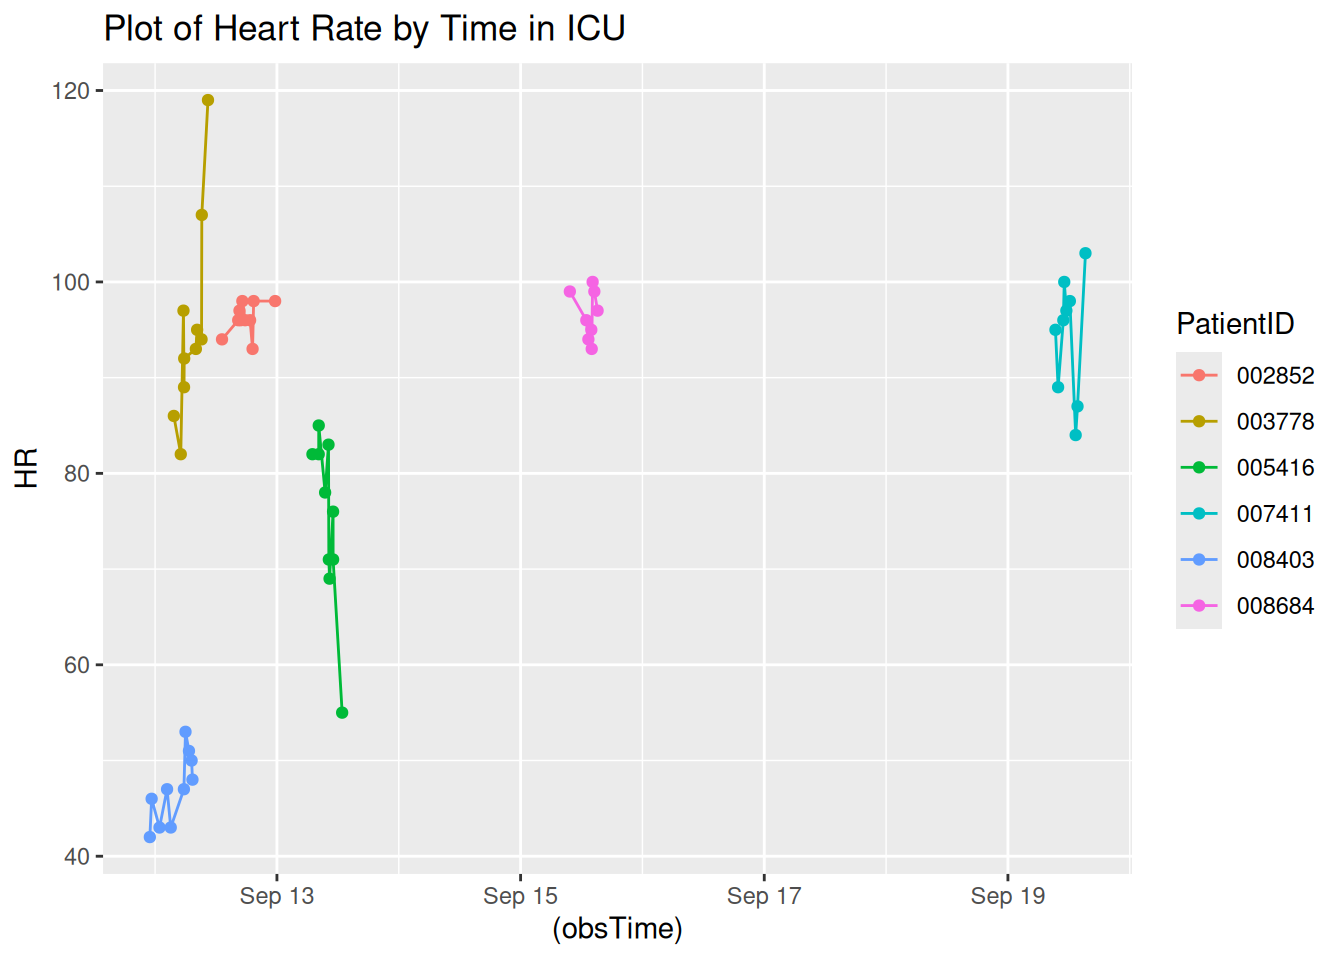 Plot of Heart Rate by Time in ICU
120
100
80
60
40
HR
Sep 13
Sep 15
Sep 17
Sep 19
(obsTime)
PatientID
002852
003778
005416
007411
008403
008684